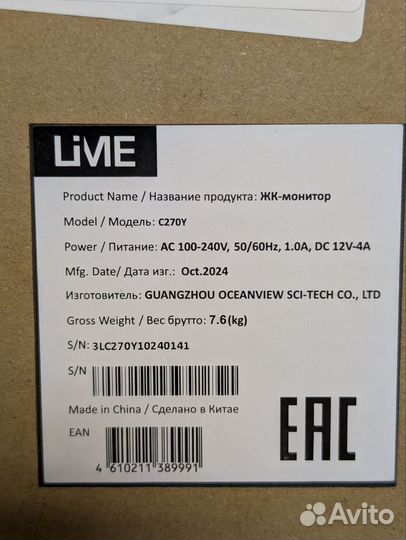 LiME
Product Name / Название продукта: ЖК-монитор
Model / Модель: C270Y
Power / Питание: AC 100-240V, 50/60Hz, 1.0A, DC 12V-4A
Mfg. Date/ Дата изг.: Oct.2024
Изготовитель: GUANGZHOU OCEANVIEW SCI-TECH CO., LTD
Gross Weight / Вес брутто: 7.6(kg)
S/N: 3LC270Y10240141
S/N
Made in China / Сделано в Китае
EAN
4 610211 389991
EAC
Avito